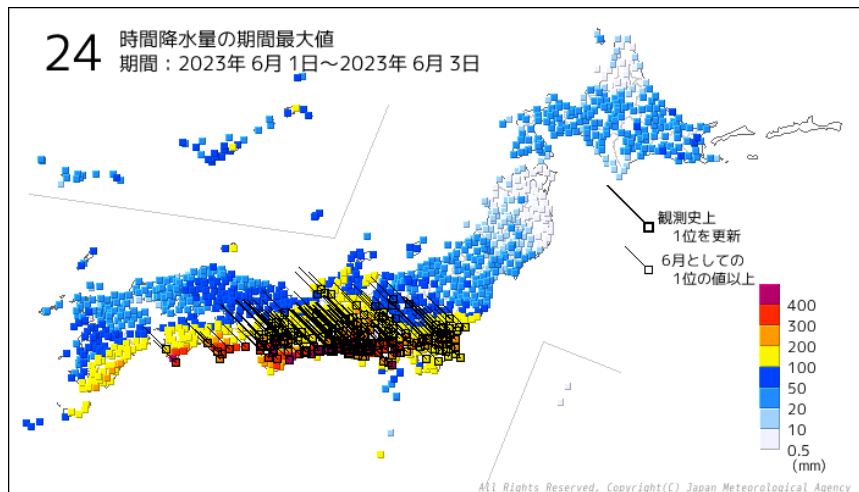 24 時間降水量の期間最大値
期間：2023年 6月 1日～2023年 6月 3日
観測史上
1位を更新
6月としての
1位の値以上
400
300
200
100
50
20
10
0.5
(mm)
All Rights Reserved, Copyright(C) Japan Meteorological Agency